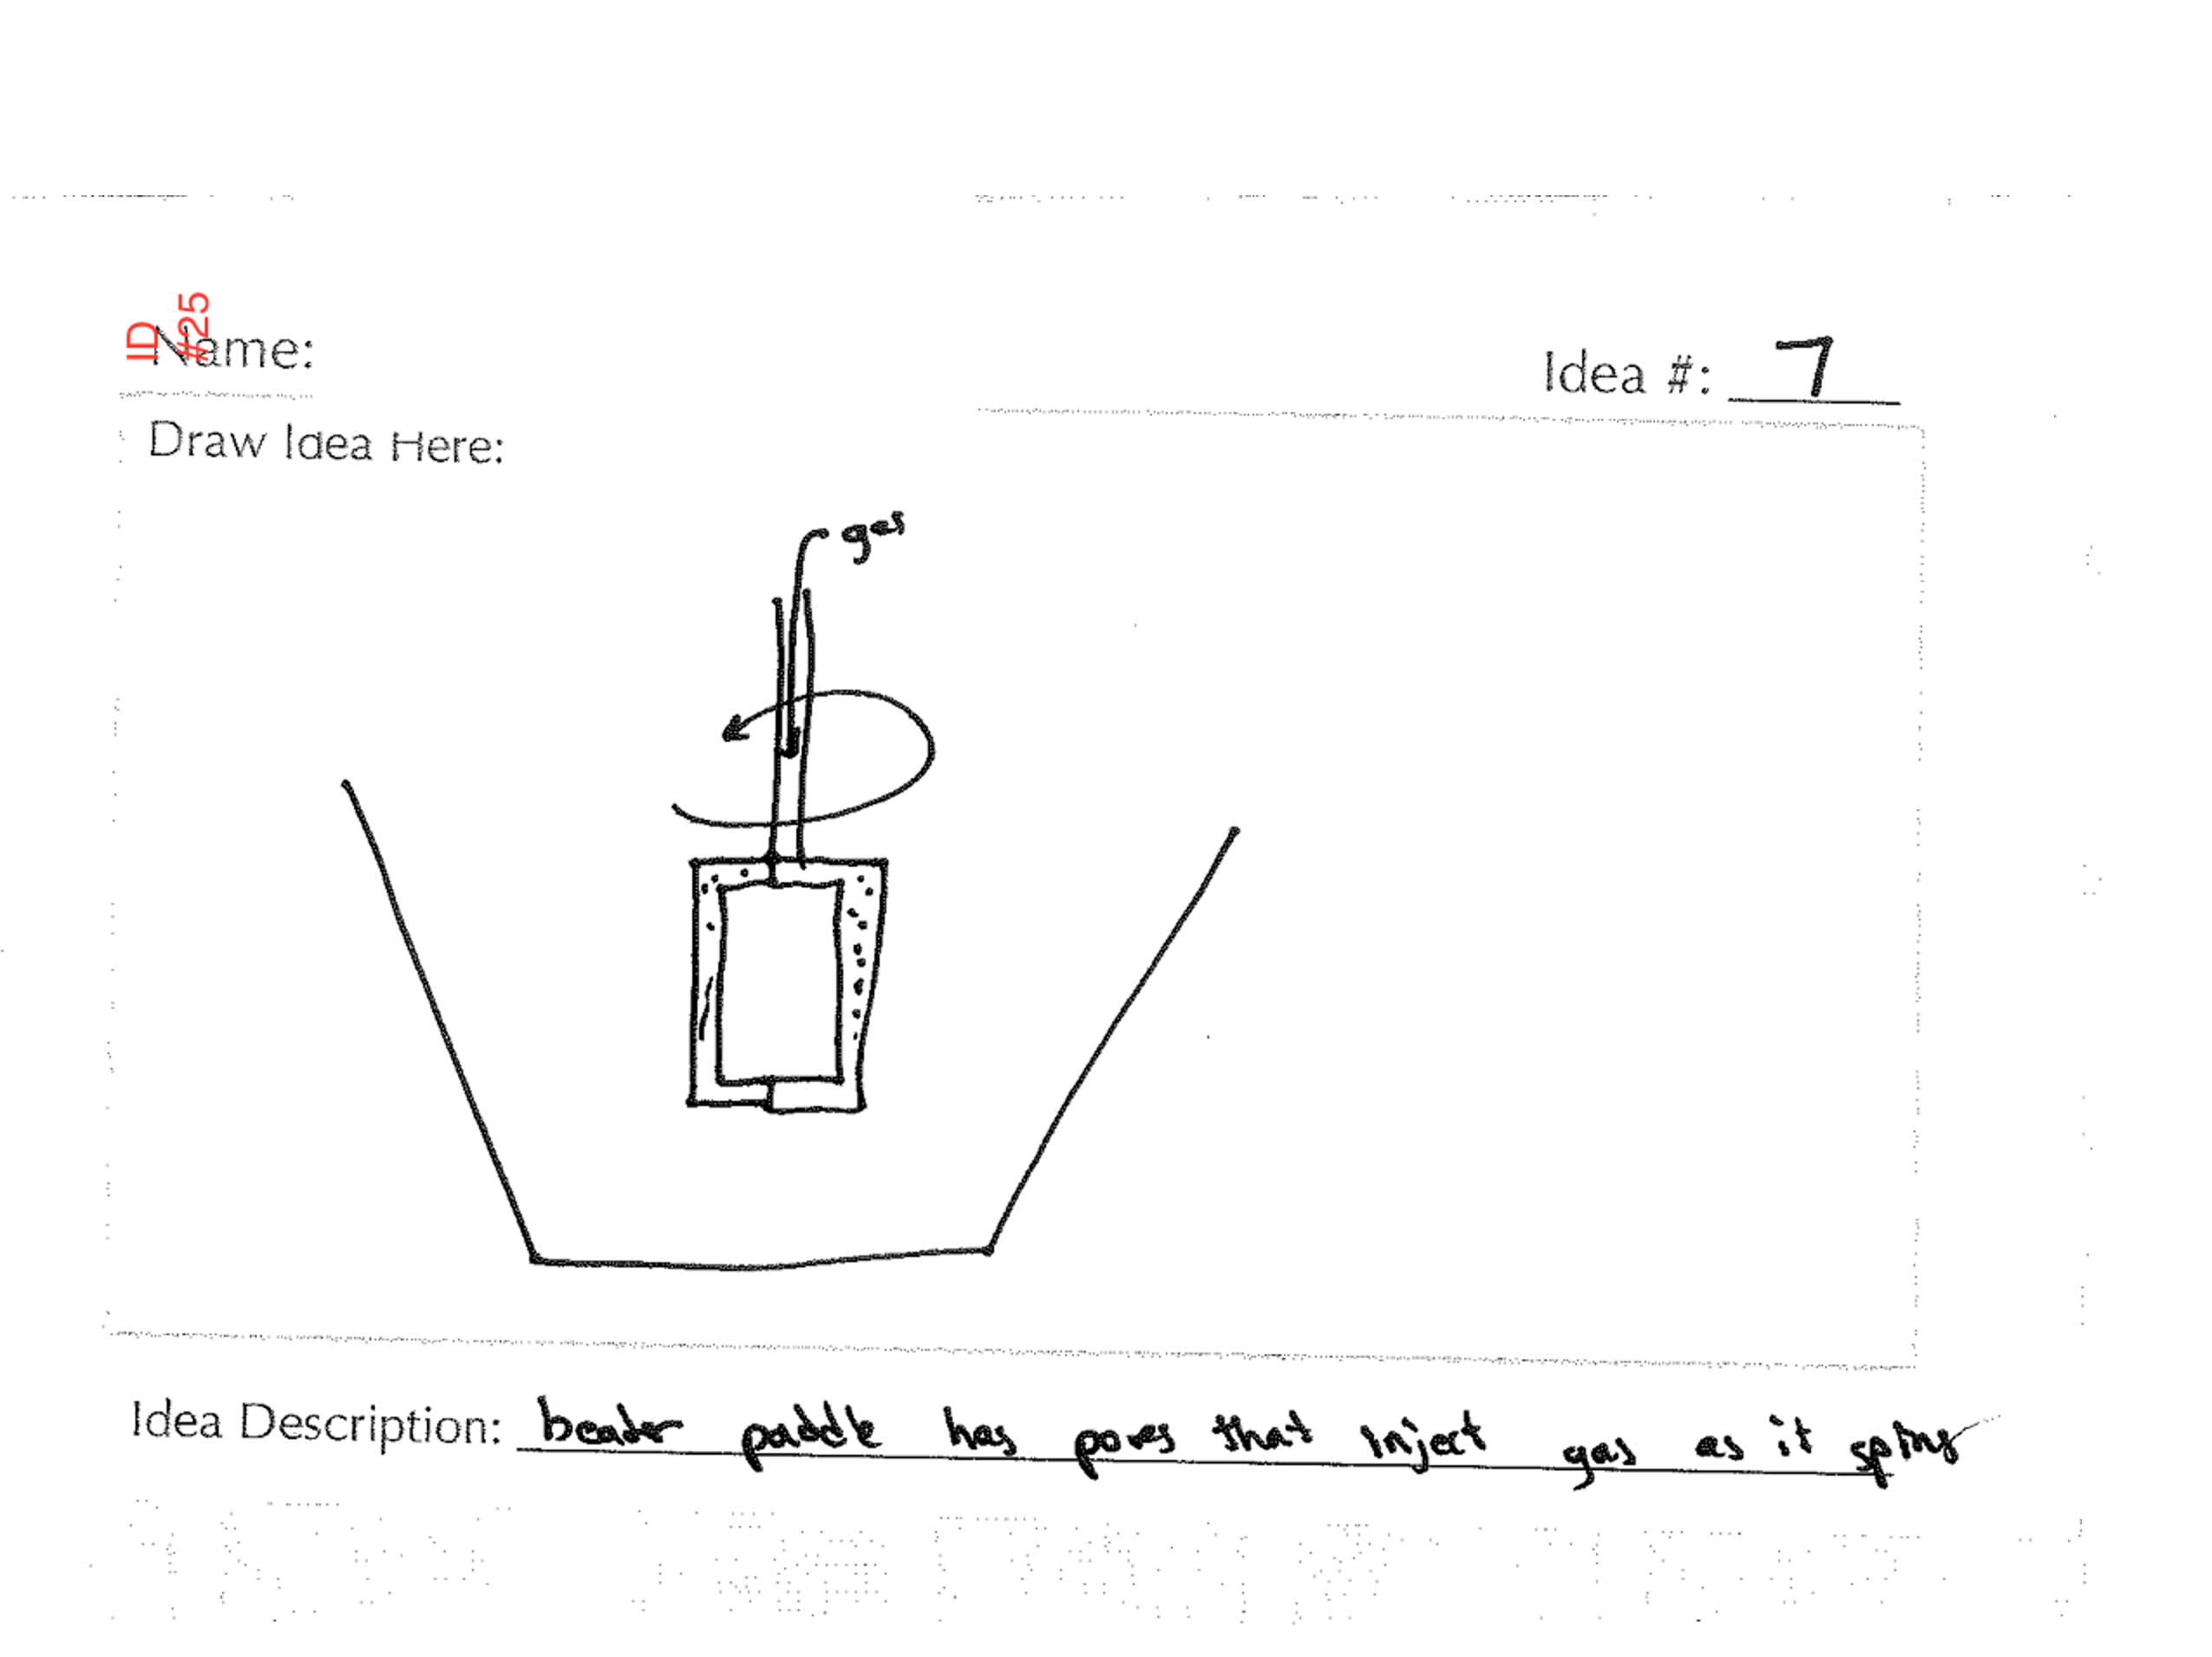 ID
#25
Name:
Idea #: 7
Draw Idea Here:
gas
Idea Description: beater paddle has pores that inject gas as it spins